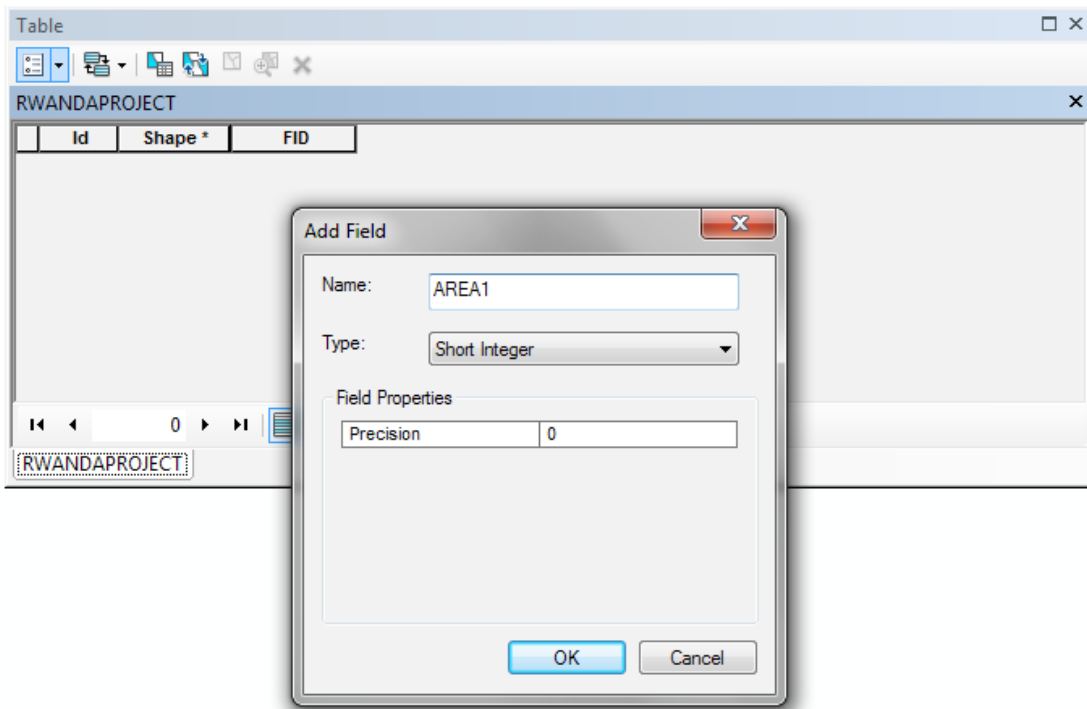 Table
RWANDAPROJECT
Id Shape * FID
Add Field
Name: AREA1
Type: Short Integer
Field Properties
Precision 0
0
RWANDAPROJECT
OK Cancel